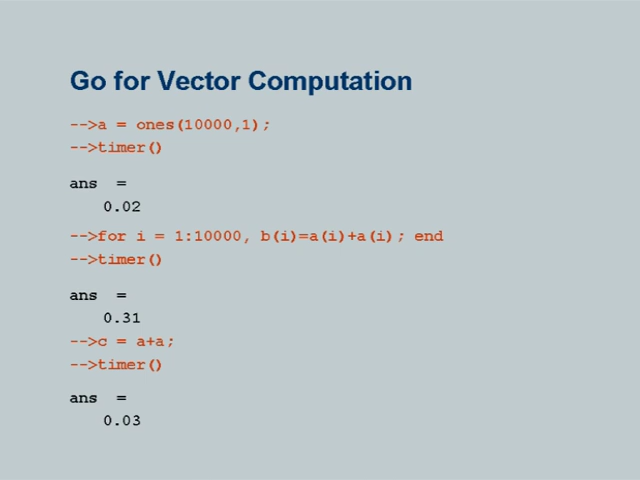 Go for Vector Computation
-->a = ones(10000,1);
-->timer()
ans  =
0.02
-->for i = 1:10000, b(i)=a(i)+a(i); end
-->timer()
ans  =
0.31
-->c = a+a;
-->timer()
ans  =
0.03